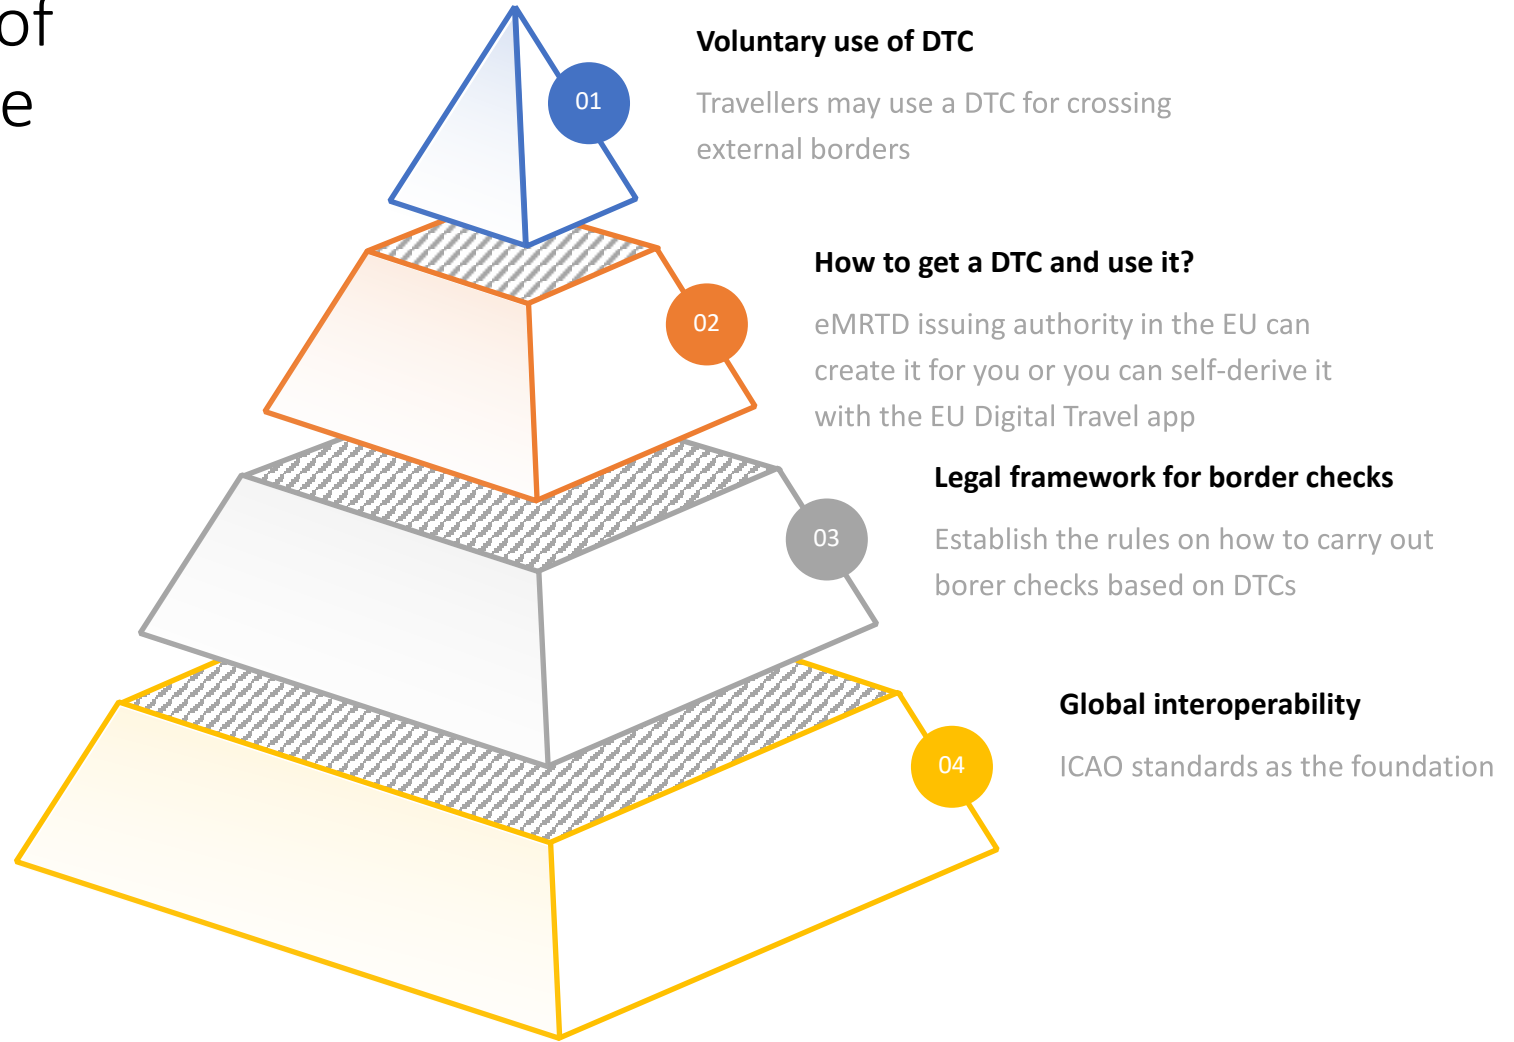 of
e
01
Voluntary use of DTC
Travellers may use a DTC for crossing
external borders
02
How to get a DTC and use it?
eMRTD issuing authority in the EU can
create it for you or you can self-derive it
with the EU Digital Travel app
03
Legal framework for border checks
Establish the rules on how to carry out
borer checks based on DTCs
04
Global interoperability
ICAO standards as the foundation